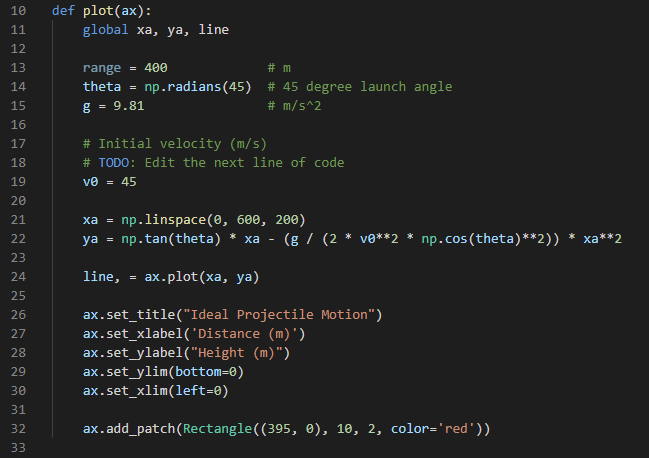 10 def plot(ax):
11     global xa, ya, line
12
13     range = 400             # m
14     theta = np.radians(45)  # 45 degree launch angle
15     g = 9.81                # m/s^2
16
17     # Initial velocity (m/s)
18     # TODO: Edit the next line of code
19     v0 = 45
20
21     xa = np.linspace(0, 600, 200)
22     ya = np.tan(theta) * xa - (g / (2 * v0**2 * np.cos(theta)**2)) * xa**2
23
24     line, = ax.plot(xa, ya)
25
26     ax.set_title("Ideal Projectile Motion")
27     ax.set_xlabel('Distance (m)')
28     ax.set_ylabel("Height (m)")
29     ax.set_ylim(bottom=0)
30     ax.set_xlim(left=0)
31
32     ax.add_patch(Rectangle((395, 0), 10, 2, color='red'))
33